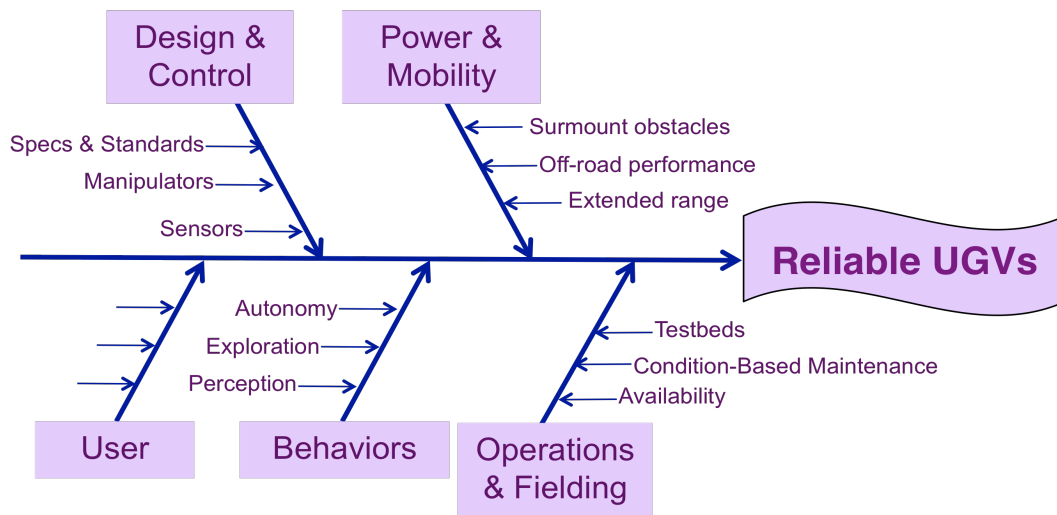 Design &
Control
Power &
Mobility
Specs & Standards
Manipulators
Sensors
Surmount obstacles
Off-road performance
Extended range
Reliable UGVs
Autonomy
Exploration
Perception
Testbeds
Condition-Based Maintenance
Availability
User
Behaviors
Operations
& Fielding